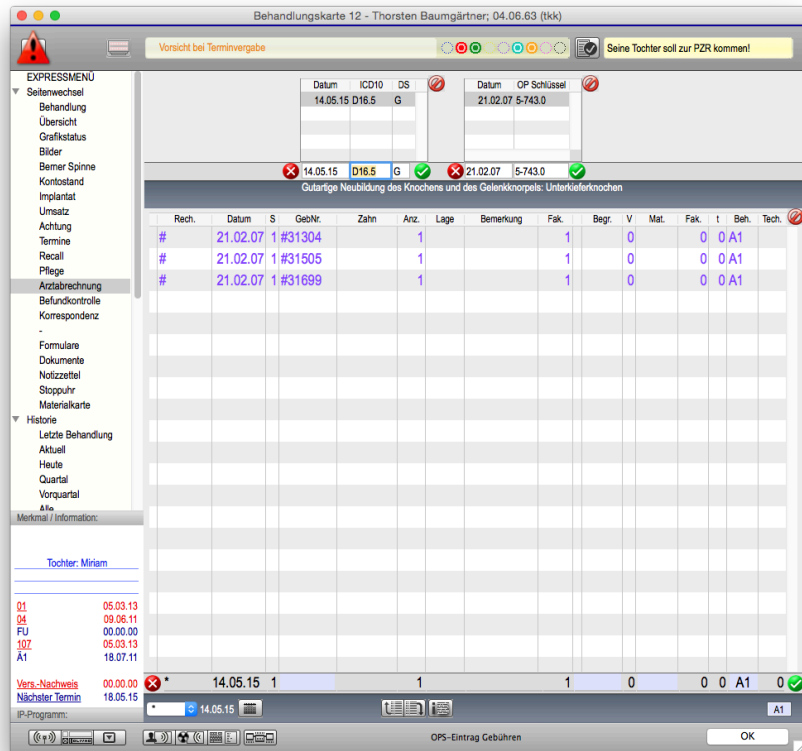 Behandlungskarte 12 - Thorsten Baumgärtner; 04.06.63 (tkk)
Vorsicht bei Terminvergabe
Seine Tochter soll zur PZR kommen!
EXPRESSMENÜ
Seitenwechsel
Behandlung
Übersicht
Grafikstatus
Bilder
Berner Spinne
Kontostand
Implantat
Umsatz
Achtung
Termine
Recall
Pflege
Arztabrechnung
Befundkontrolle
Korrespondenz
-
Formulare
Dokumente
Notizzettel
Stoppuhr
Materialkarte
Historie
Letzte Behandlung
Aktuell
Heute
Quartal
Vorquartal
Alle
Merkmal / Information:
Tochter: Miriam
01 05.03.13
04 09.06.11
FU 00.00.00
107 05.03.13
Ä1 18.07.11
Vers.-Nachweis 00.00.00
Nächster Termin 18.05.15
IP-Programm:
Datum ICD10 DS
14.05.15 D16.5 G
14.05.15 D16.5 G
Datum OP Schlüssel
21.02.07 5-743.0
21.02.07 5-743.0
Gutartige Neubildung des Knochens und des Gelenkknorpels: Unterkieferknochen
Rech. Datum S GebNr. Zahn Anz. Lage Bemerkung Fak. Begr. V Mat. Fak. t Beh. Tech.
# 21.02.07 1 #31304 1 1 0 0 0 A1
# 21.02.07 1 #31505 1 1 0 0 0 A1
# 21.02.07 1 #31699 1 1 0 0 0 A1
* 14.05.15 1 1 1 0 0 0 A1 0
* 14.05.15 A1
OPS-Eintrag Gebühren OK